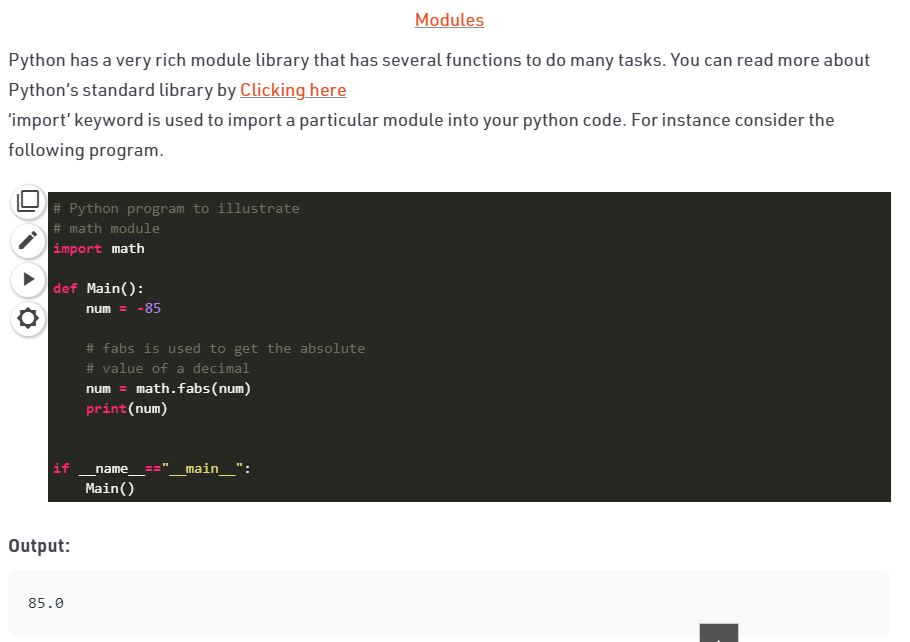 Modules
Python has a very rich module library that has several functions to do many tasks. You can read more about
Python's standard library by Clicking here
'import' keyword is used to import a particular module into your python code. For instance consider the
following program.
# Python program to illustrate
# math module
import math
def Main():
    num = -85
    # fabs is used to get the absolute
    # value of a decimal
    num = math.fabs(num)
    print(num)
if __name__=="__main__":
    Main()
Output:
85.0